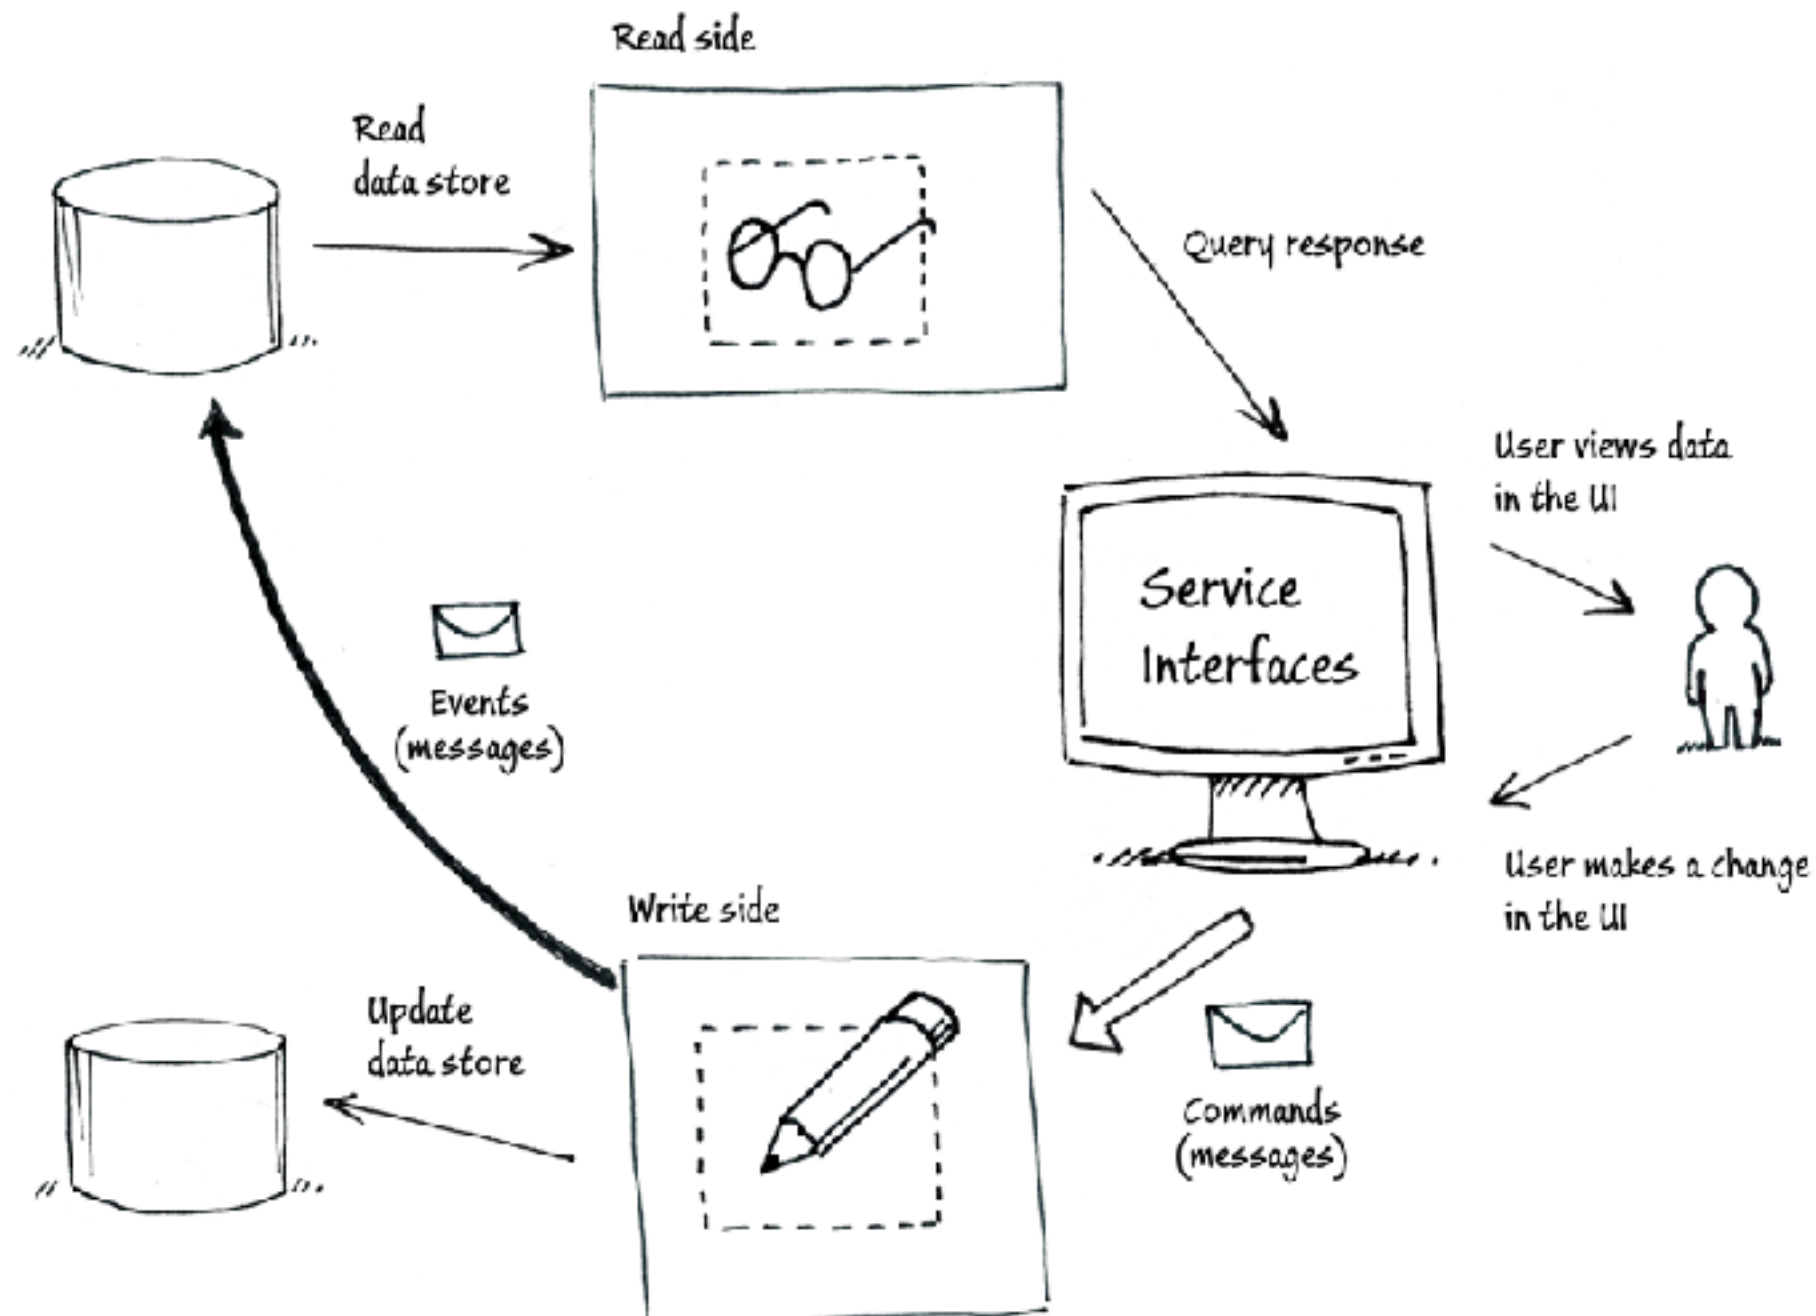 Read side
Read
data store
Query response
User views data
in the UI
Service
Interfaces
Events
(messages)
User makes a change
in the UI
Write side
Update
data store
Commands
(messages)